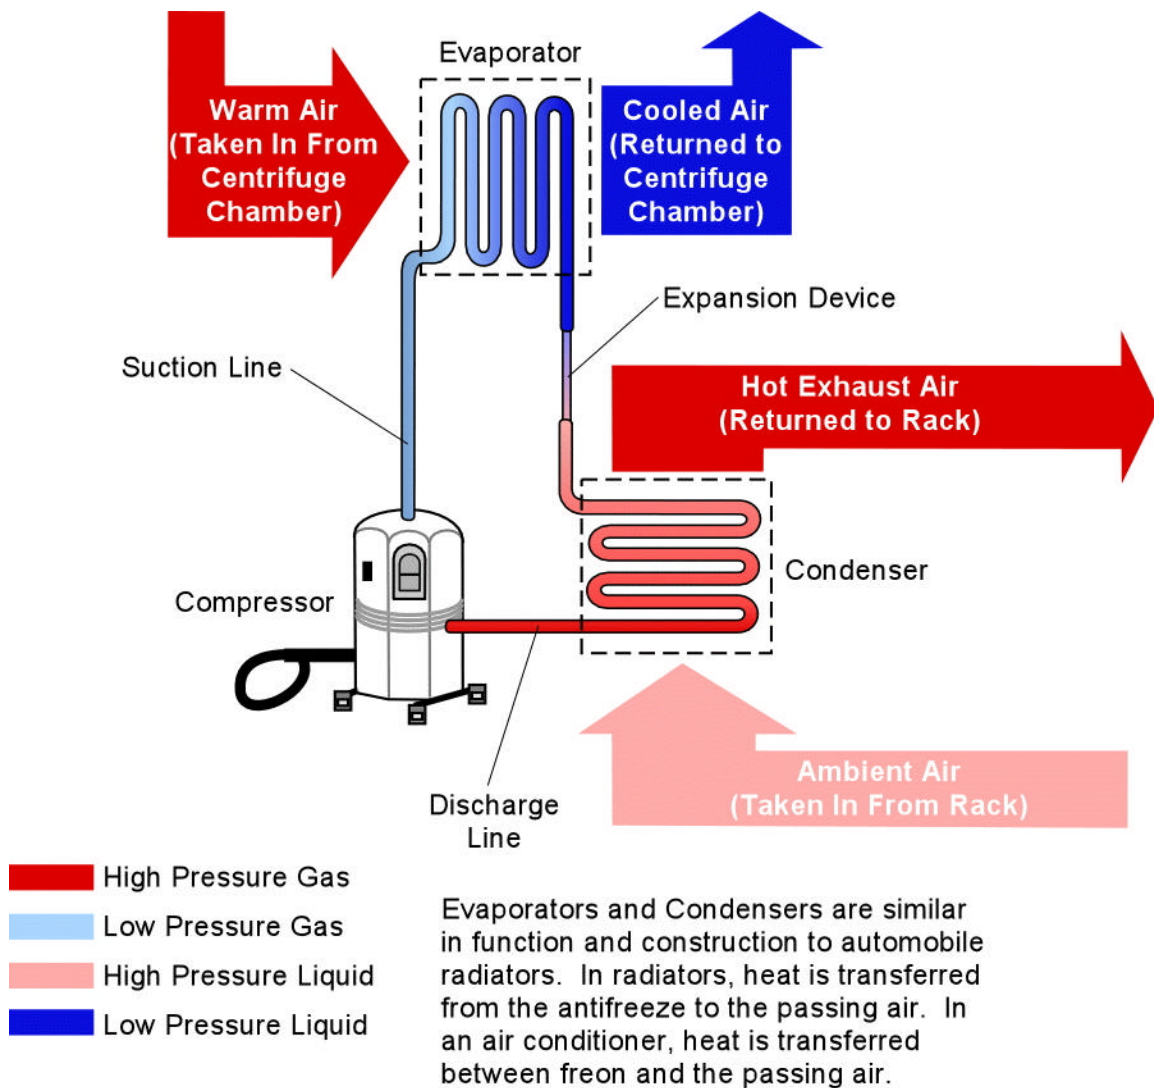 Evaporator
Warm Air
(Taken In From
Centrifuge
Chamber)
Cooled Air
(Returned to
Centrifuge
Chamber)
Expansion Device
Suction Line
Hot Exhaust Air
(Returned to Rack)
Condenser
Compressor
Ambient Air
(Taken In From Rack)
Discharge
Line
High Pressure Gas
Low Pressure Gas
High Pressure Liquid
Low Pressure Liquid
Evaporators and Condensers are similar
in function and construction to automobile
radiators.  In radiators, heat is transferred
from the antifreeze to the passing air.  In
an air conditioner, heat is transferred
between freon and the passing air.